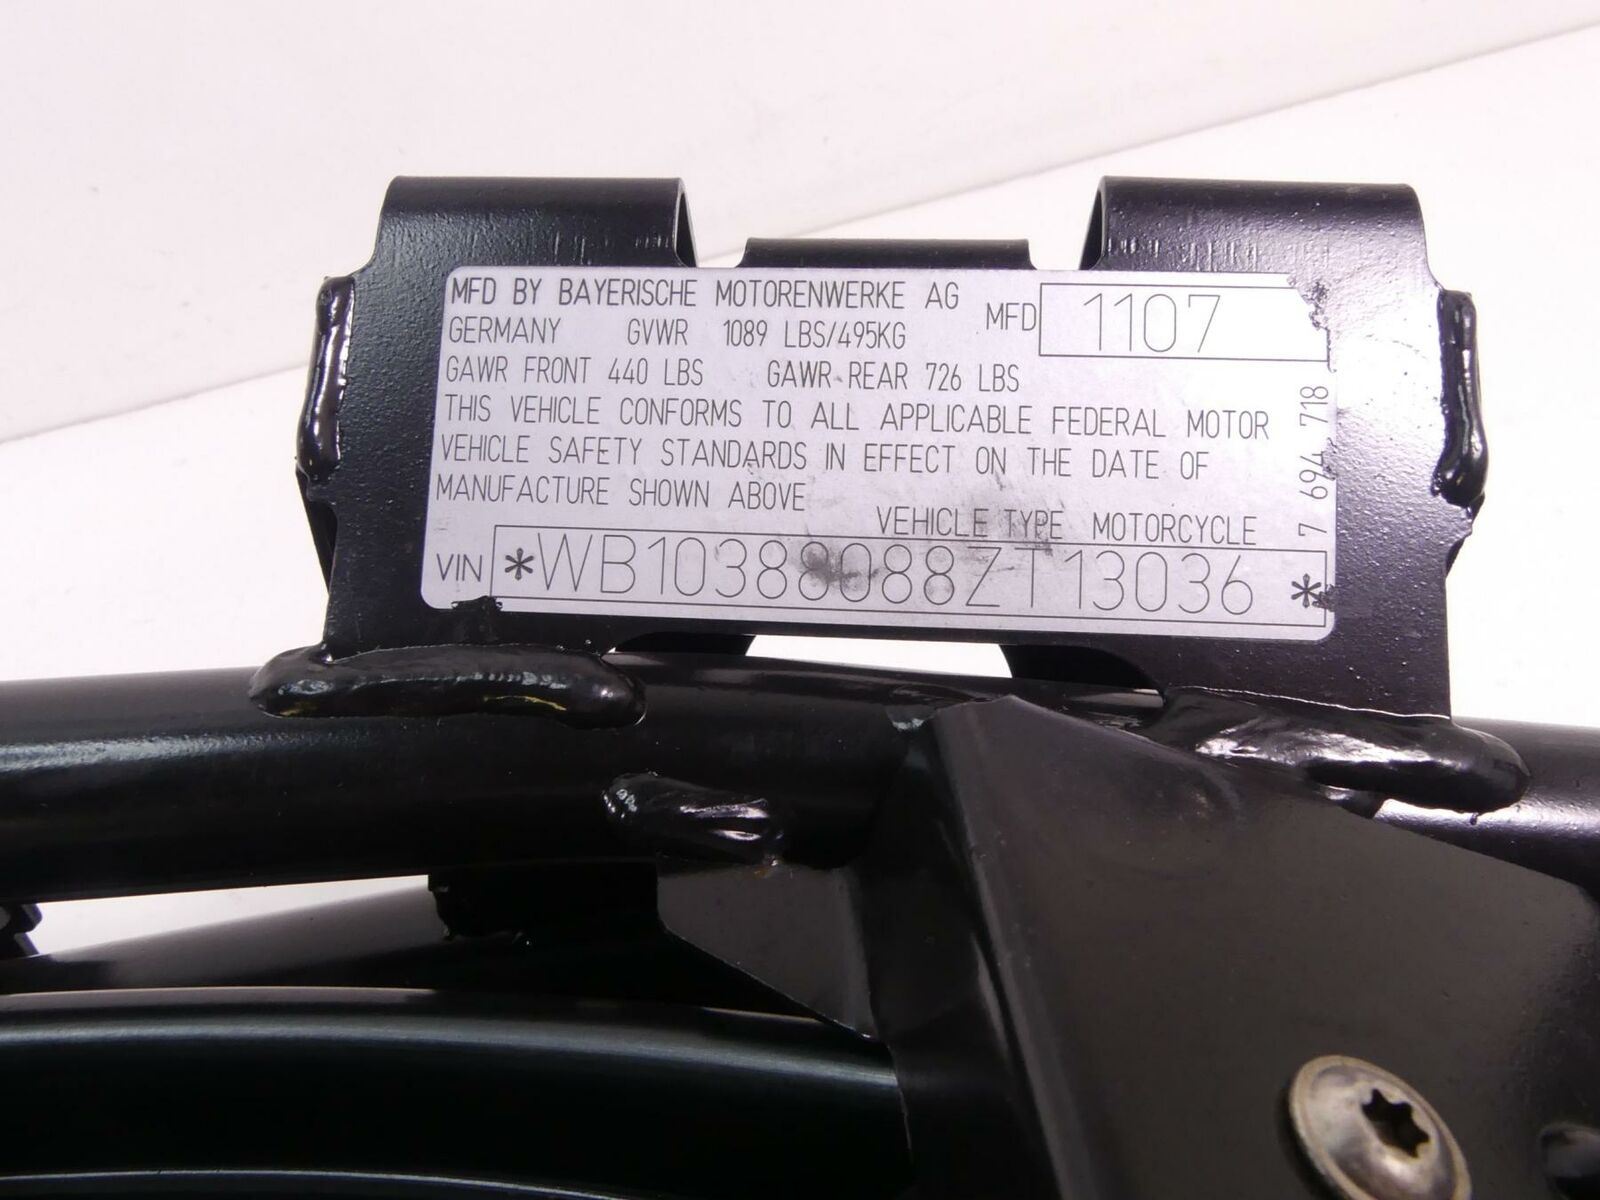 MFD BY BAYERISCHE MOTORENWERKE AG
MFD 1107
GERMANY GVWR 1089 LBS/495KG
GAWR FRONT 440 LBS GAWR REAR 726 LBS
THIS VEHICLE CONFORMS TO ALL APPLICABLE FEDERAL MOTOR
VEHICLE SAFETY STANDARDS IN EFFECT ON THE DATE OF
MANUFACTURE SHOWN ABOVE
VEHICLE TYPE MOTORCYCLE
VIN *WB10388088ZT13036*
7 694 718